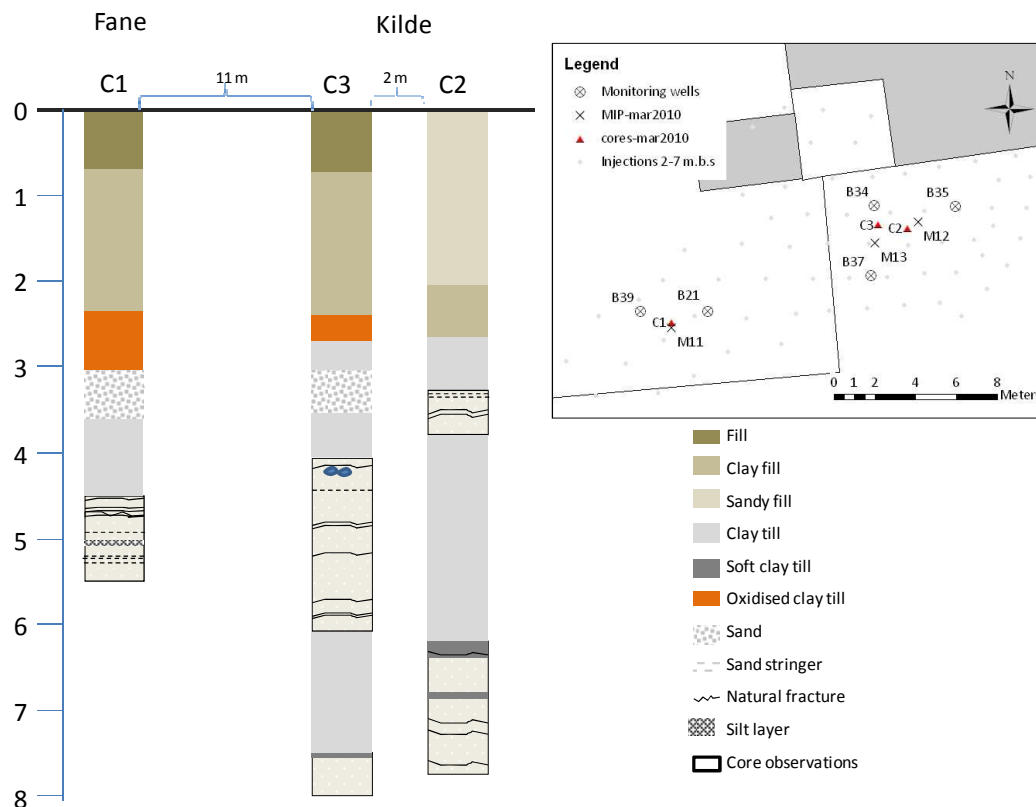 Fane
Kilde
C1
11 m
C3
2 m
C2
0
1
2
3
4
5
6
7
8
Legend
Monitoring wells
MIP-mar2010
cores-mar2010
Injections 2-7 m.b.s
N
B34
B35
C3
C2
M12
M13
B37
B39
B21
C1
M11
0 1 2 4 6 8
Meter
Fill
Clay fill
Sandy fill
Clay till
Soft clay till
Oxidised clay till
Sand
Sand stringer
Natural fracture
Silt layer
Core observations